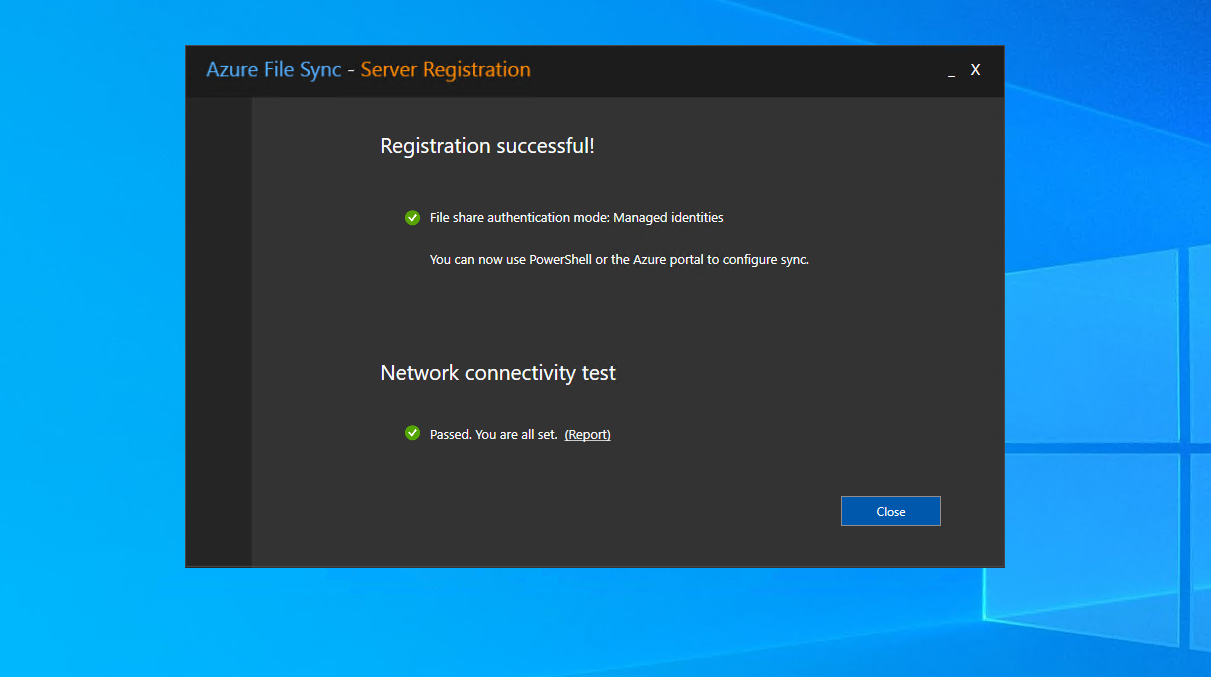 Azure File Sync - Server Registration
_ X
Registration successful!
File share authentication mode: Managed identities
You can now use PowerShell or the Azure portal to configure sync.
Network connectivity test
Passed. You are all set. (Report)
Close